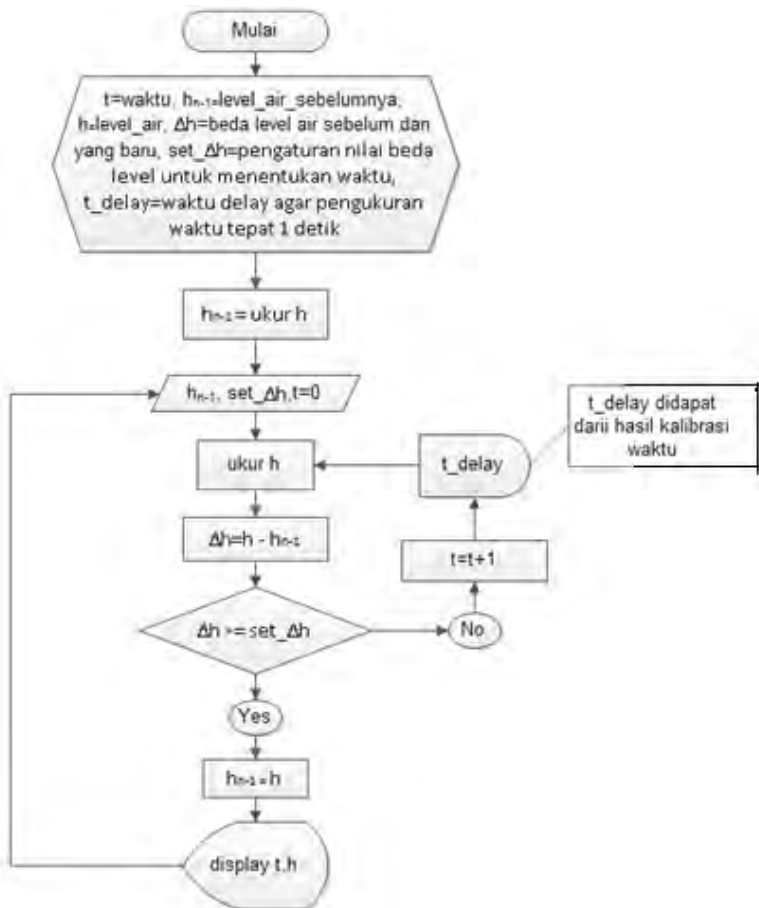 Mulai
t=waktu, hₙ₋₁=level_air_sebelumnya,
h=level_air, Δh=beda level air sebelum dan
yang baru, set_Δh=pengaturan nilai beda
level untuk menentukan waktu,
t_delay=waktu delay agar pengukuran
waktu tepat 1 detik
hₙ₋₁ = ukur h
hₙ₋₁, set_Δh,t=0
ukur h
t_delay
t_delay didapat
darii hasil kalibrasi
waktu
Δh=h - hₙ₋₁
t=t+1
Δh >= set_Δh
No
Yes
hₙ₋₁ = h
display t,h